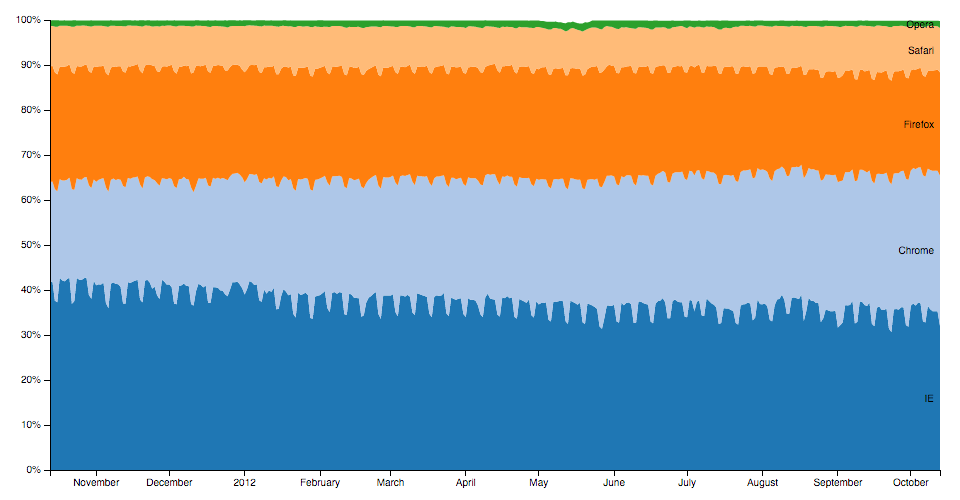 100%
Opera
Safari
90%
80%
Firefox
70%
60%
50%
Chrome
40%
30%
20%
IE
10%
0%
November December 2012 February March April May June July August September October